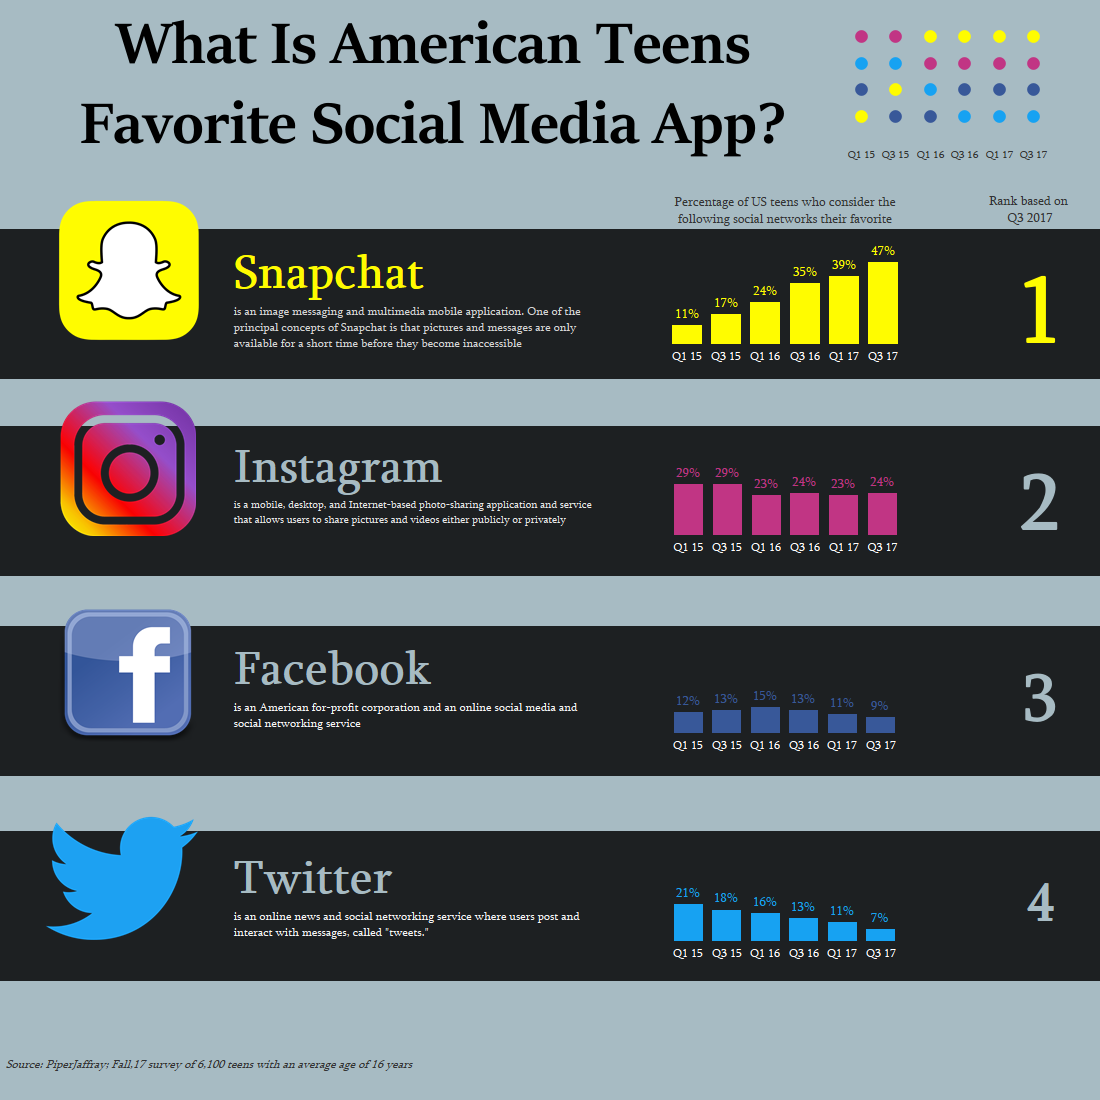 What Is American Teens
Favorite Social Media App?
Q1 15 Q3 15 Q1 16 Q3 16 Q1 17 Q3 17
Percentage of US teens who consider the
following social networks their favorite
Rank based on
Q3 2017
Snapchat
is an image messaging and multimedia mobile application. One of the
principal concepts of Snapchat is that pictures and messages are only
available for a short time before they become inaccessible
11% 17% 24% 35% 39% 47%
Q1 15 Q3 15 Q1 16 Q3 16 Q1 17 Q3 17
1
Instagram
is a mobile, desktop, and Internet-based photo-sharing application and service
that allows users to share pictures and videos either publicly or privately
29% 29% 23% 24% 23% 24%
Q1 15 Q3 15 Q1 16 Q3 16 Q1 17 Q3 17
2
f
Facebook
is an American for-profit corporation and an online social media and
social networking service
12% 13% 15% 13% 11% 9%
Q1 15 Q3 15 Q1 16 Q3 16 Q1 17 Q3 17
3
Twitter
is an online news and social networking service where users post and
interact with messages, called "tweets."
21% 18% 16% 13% 11% 7%
Q1 15 Q3 15 Q1 16 Q3 16 Q1 17 Q3 17
4
Source: PiperJaffray; Fall,17 survey of 6,100 teens with an average age of 16 years